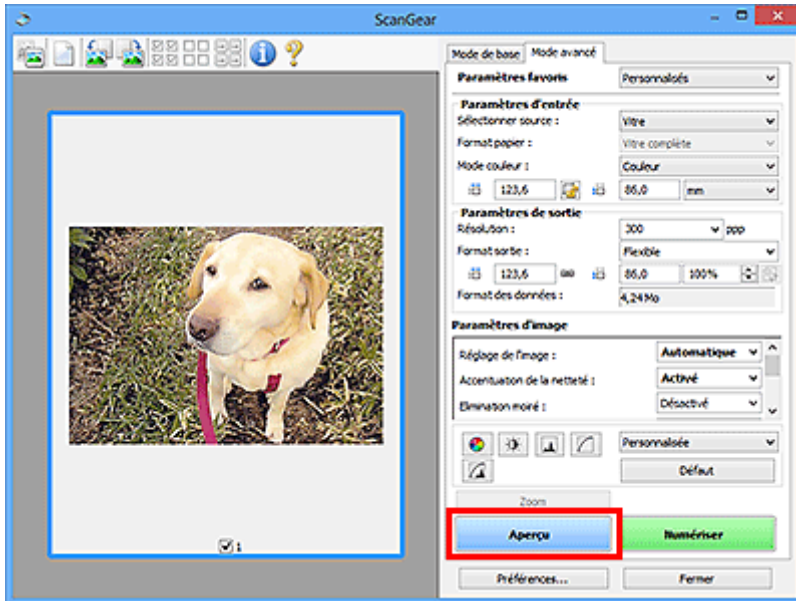 ScanGear
Mode de base Mode avancé
Paramètres favoris Personnalisés
Paramètres d'entrée
Sélectionner source : Vitre
Format papier : Vitre complète
Mode couleur : Couleur
123,6 86,0 mm
Paramètres de sortie
Résolution : 300 ppp
Format sortie : Flexible
123,6 86,0 100%
Format des données : 4,24Mo
Paramètres d'image
Réglage de l'image : Automatique
Accentuation de la netteté : Activé
Elimination moiré : Désactivé
Personnalisée
Défaut
Zoom
Aperçu Numériser
1
Préférences... Fermer